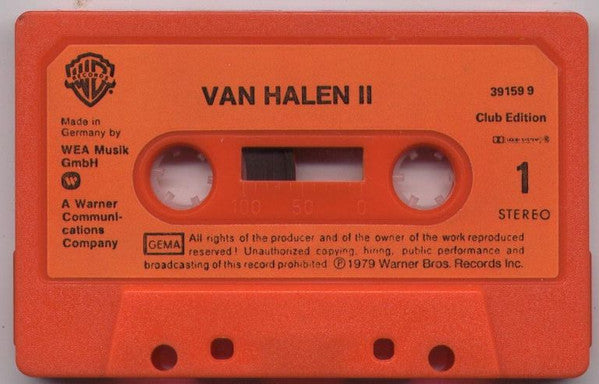 RECORDS
VAN HALEN II
39159 9
Made in
Germany by
Club Edition
WEA Musik
GmbH
1
STEREO
A Warner
Communi-
cations
Company
100 50 0
GEMA
All rights of the producer and of the owner of the work reproduced
reserved! Unauthorized copying, hiring, public performance and
broadcasting of this record prohibited. ℗ 1979 Warner Bros. Records Inc.